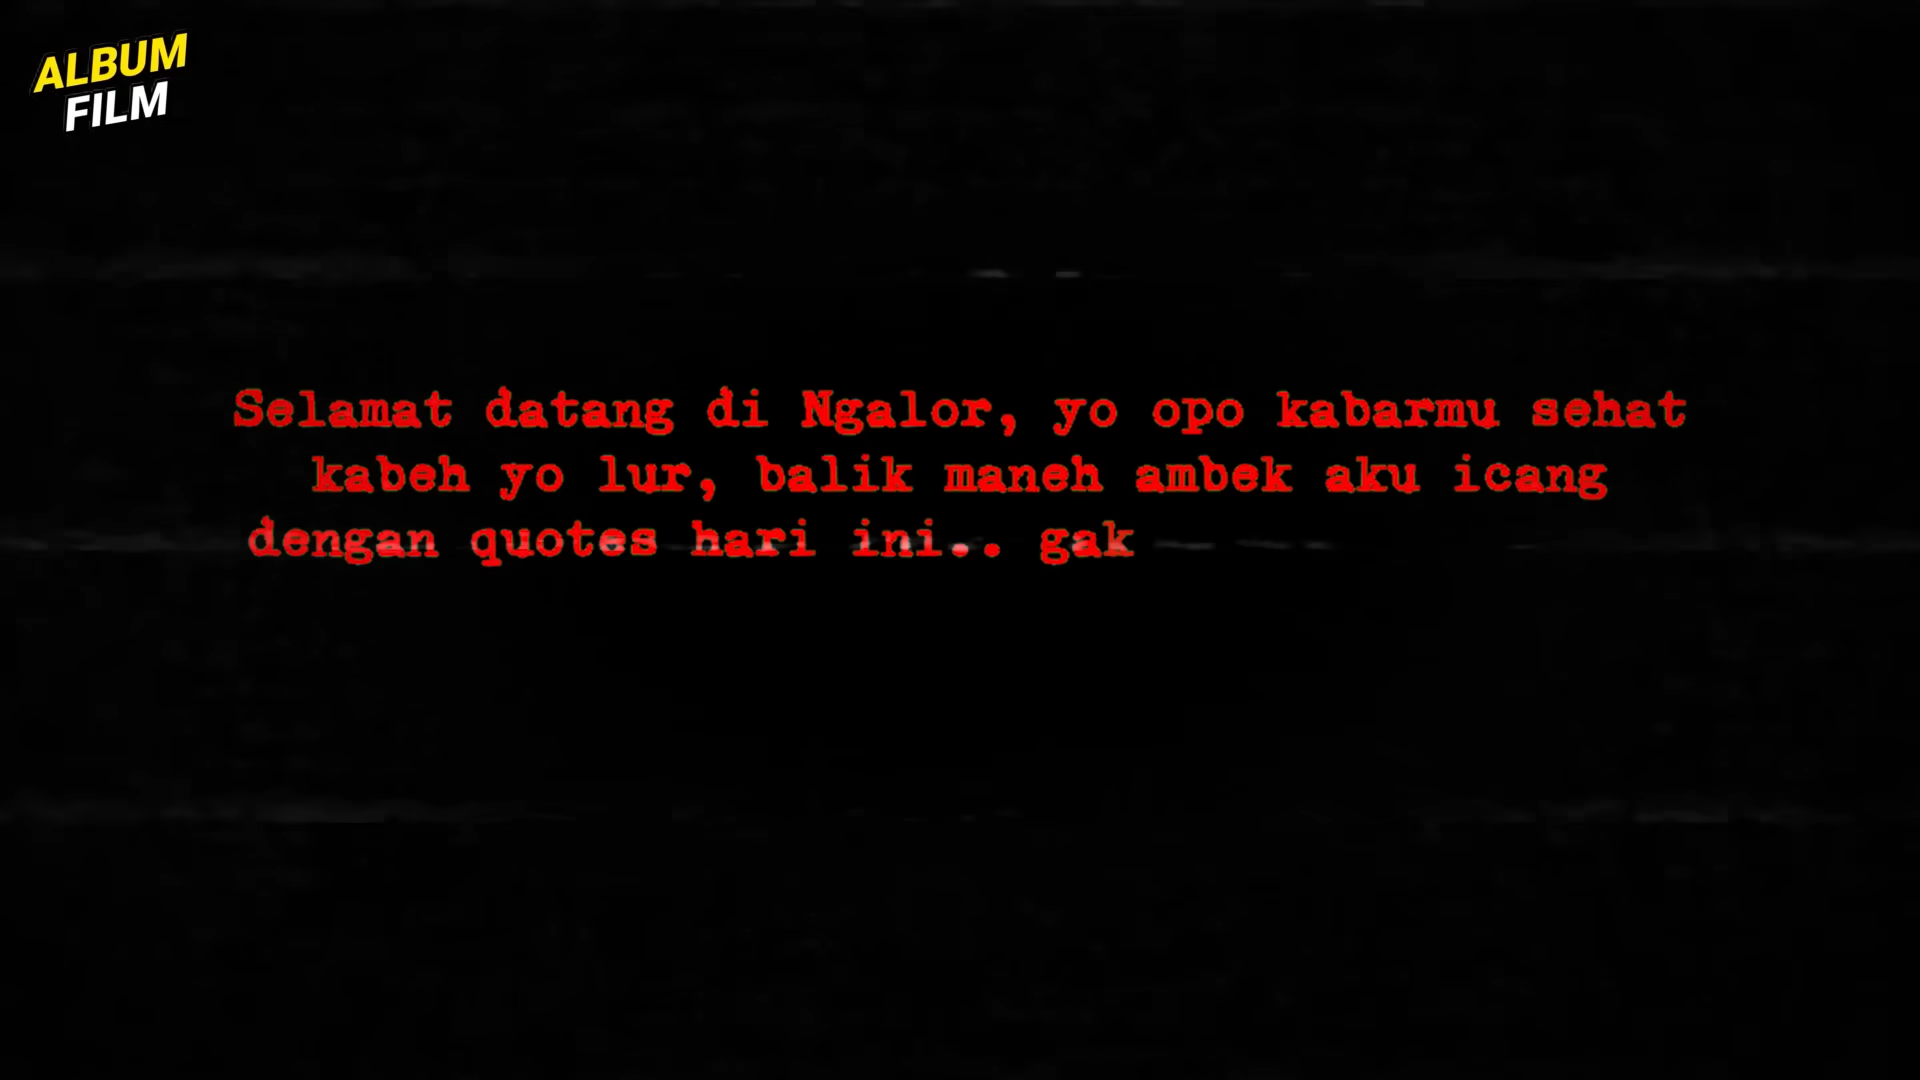 ALBUM
FILM
Selamat datang di Ngalor, yo opo kabarmu sehat
kabeh yo lur, balik maneh ambek aku icang
dengan quotes hari ini.. gak